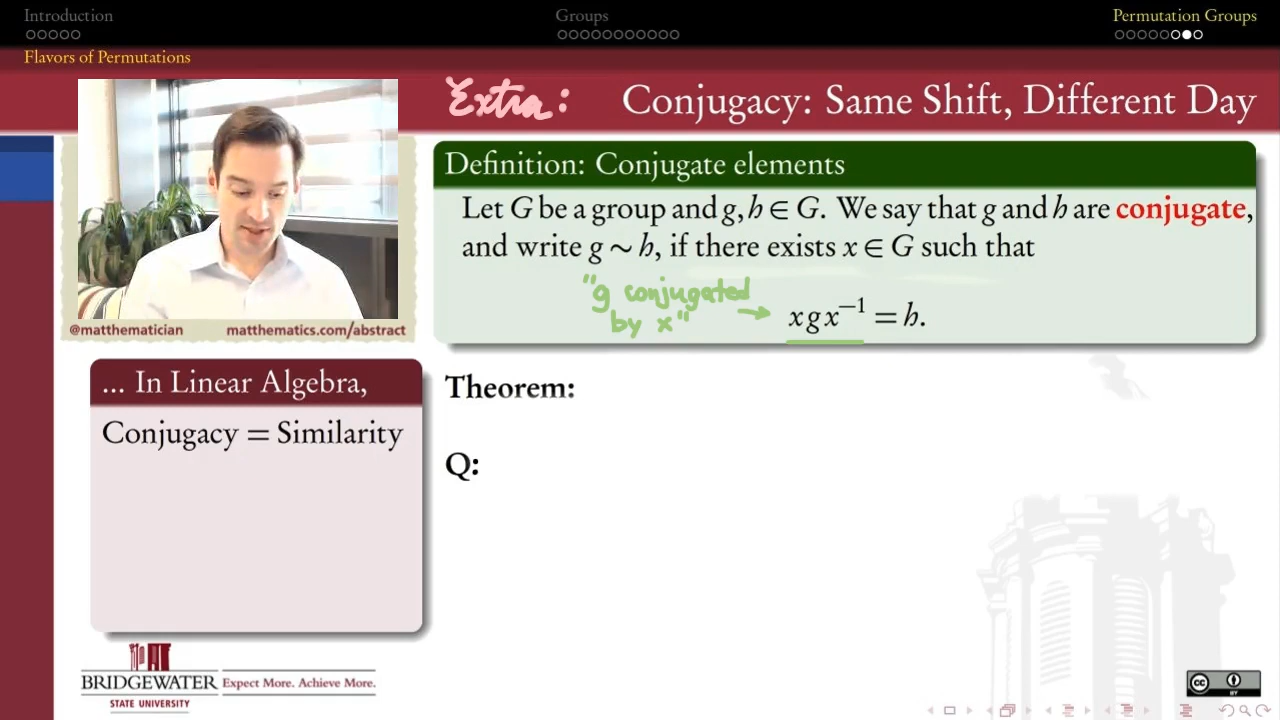 Introduction
Groups
Permutation Groups
Flavors of Permutations
Extra: Conjugacy: Same Shift, Different Day
Definition: Conjugate elements
Let G be a group and g, h ∈ G. We say that g and h are conjugate,
and write g ~ h, if there exists x ∈ G such that
"g conjugated
by x" → xgx⁻¹ = h.
@matthematician matthematics.com/abstract
... In Linear Algebra,
Conjugacy = Similarity
Theorem:
Q:
BRIDGEWATER Expect More. Achieve More.
STATE UNIVERSITY
CC BY